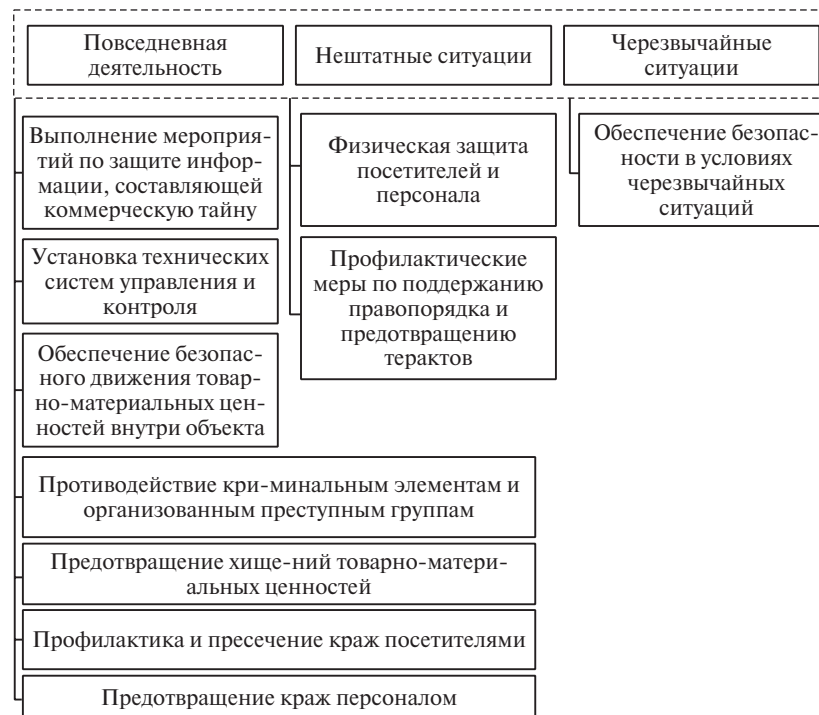 Повседневная
деятельность
Нештатные ситуации
Черезвычайные
ситуации
Выполнение мероприя-
тий по защите инфор-
мации, составляющей
коммерческую тайну
Установка технических
систем управления и
контроля
Обеспечение безопас-
ного движения товар-
но-материальных цен-
ностей внутри объекта
Физическая защита
посетителей и
персонала
Профилактические
меры по поддержанию
правопорядка и
предотвращению
терактов
Обеспечение безопас-
ности в условиях
черезвычайных
ситуаций
Противодействие кри-минальным элементам и
организованным преступным группам
Предотвращение хище-ний товарно-матери-
альных ценностей
Профилактика и пресечение краж посетителями
Предотвращение краж персоналом